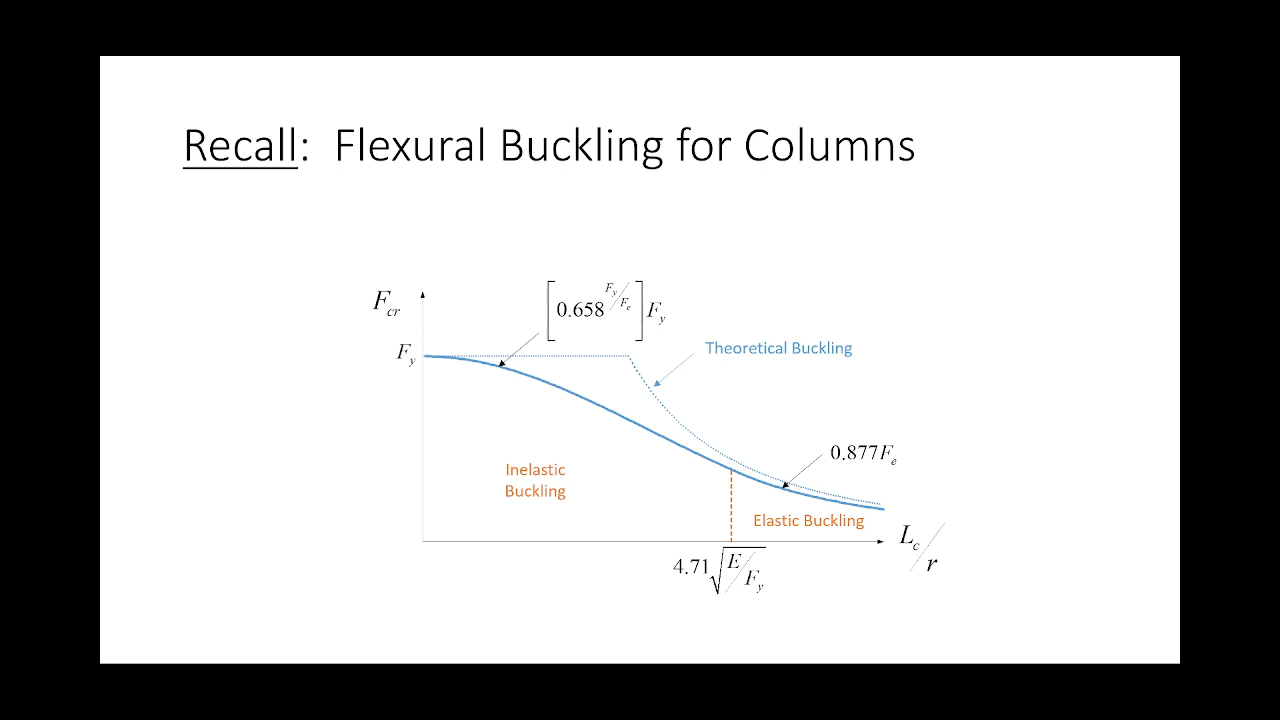 Recall: Flexural Buckling for Columns
F_cr
[0.658^(F_y/F_e)] F_y
F_y
Theoretical Buckling
0.877F_e
Inelastic
Buckling
Elastic Buckling
L_c/r
4.71√(E/F_y)